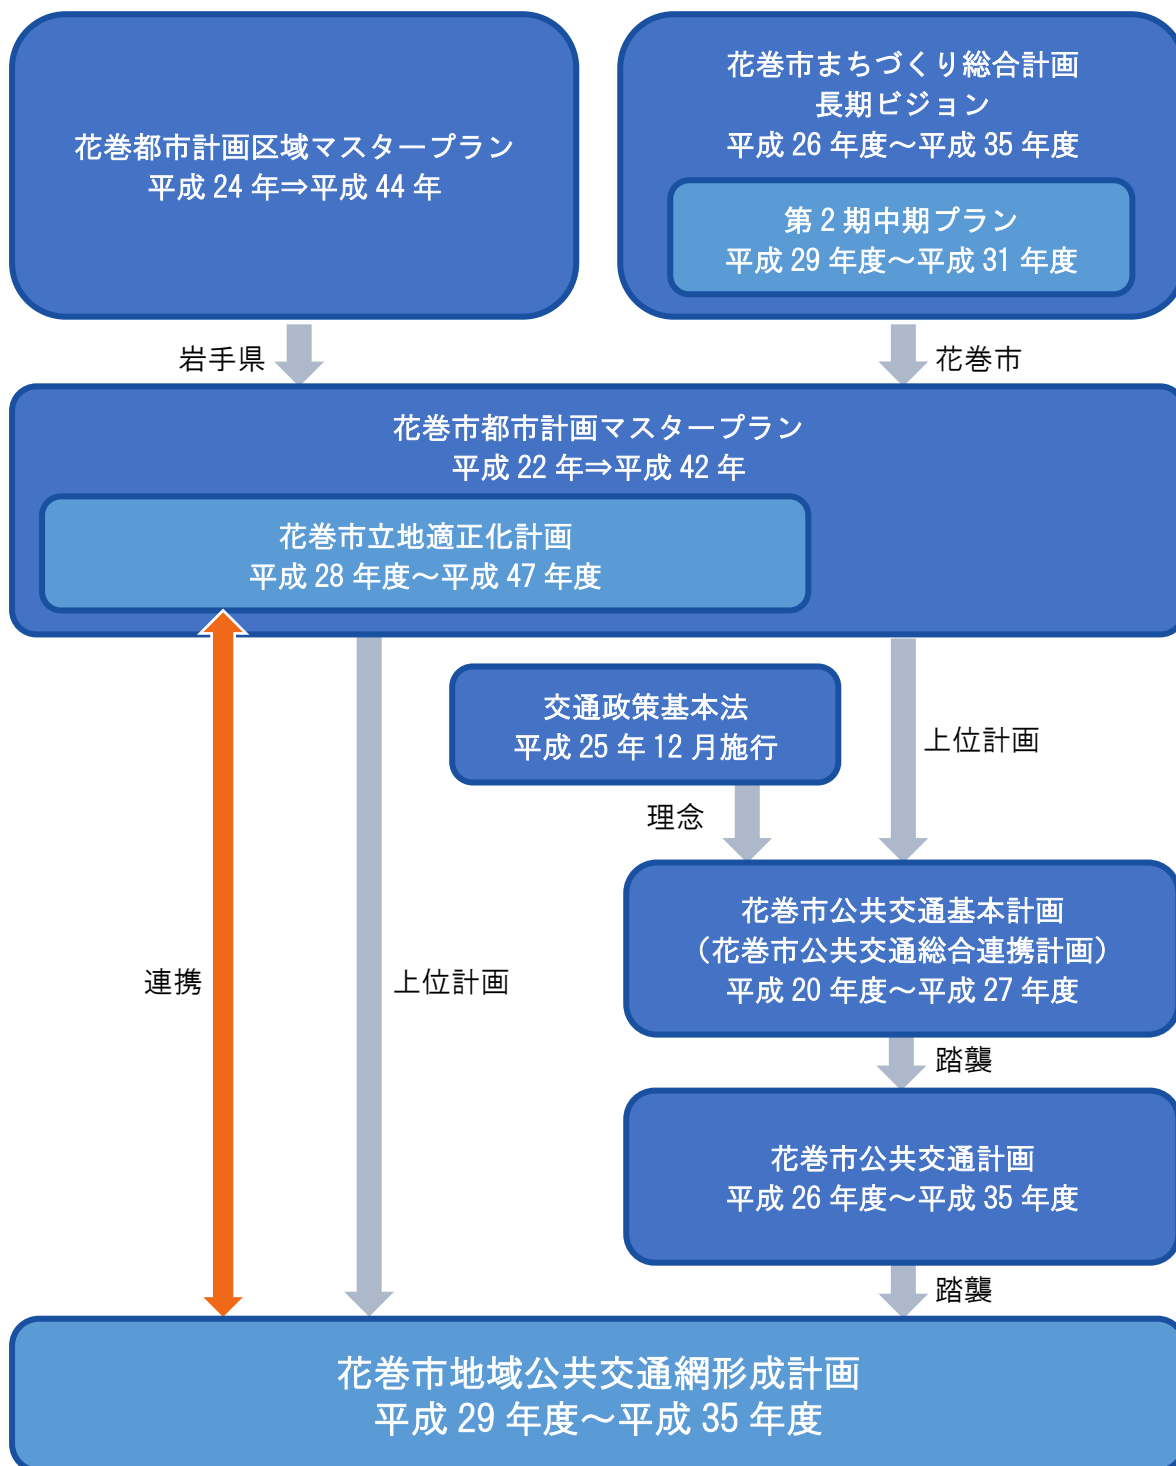 花巻都市計画区域マスタープラン
平成 24 年⇒平成 44 年
花巻市まちづくり総合計画
長期ビジョン
平成 26 年度～平成 35 年度
第 2 期中期プラン
平成 29 年度～平成 31 年度
岩手県
花巻市
花巻市都市計画マスタープラン
平成 22 年⇒平成 42 年
花巻市立地適正化計画
平成 28 年度～平成 47 年度
交通政策基本法
平成 25 年 12 月施行
上位計画
理念
花巻市公共交通基本計画
（花巻市公共交通総合連携計画）
平成 20 年度～平成 27 年度
連携
上位計画
踏襲
花巻市公共交通計画
平成 26 年度～平成 35 年度
踏襲
花巻市地域公共交通網形成計画
平成 29 年度～平成 35 年度